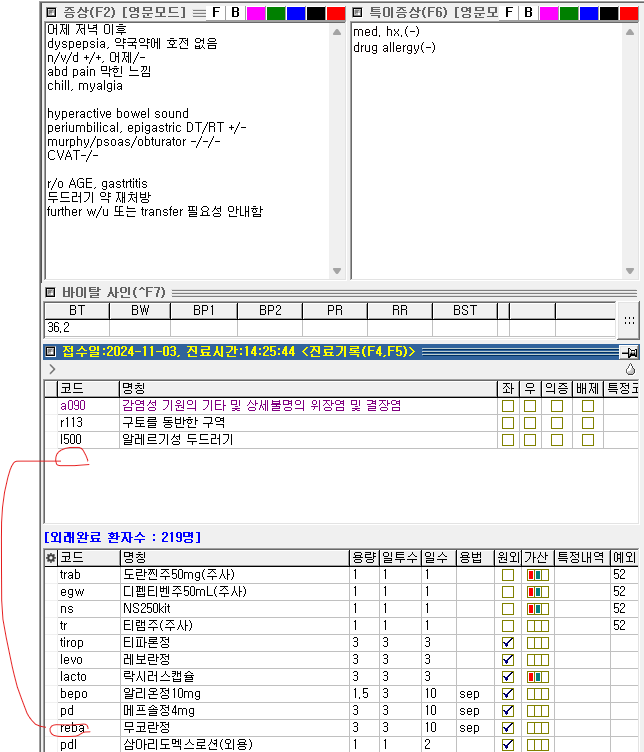 증상(F2) [영문모드] F B
어제 저녁 이후
dyspepsia, 약국약에 호전 없음
n/v/d +/+, 어제/-
abd pain 막힌 느낌
chill, myalgia
hyperactive bowel sound
periumbilical, epigastric DT/RT +/-
murphy/psoas/obturator -/-/-
CVAT-/-
r/o AGE, gastrtitis
두드러기 약 재처방
further w/u 또는 transfer 필요성 안내함
특이증상(F6) [영문모 F B
med. hx.(-)
drug allergy(-)
바이탈 사인(^F7)
BT BW BP1 BP2 PR RR BST
36.2
접수일:2024-11-03, 진료시간:14:25:44 <진료기록(F4,F5)>
코드 명칭 좌 우 의증 배제 특정코
a090 감염성 기원의 기타 및 상세불명의 위장염 및 결장염
r113 구토를 동반한 구역
l500 알레르기성 두드러기
[외래완료 환자수 : 219명]
코드 명칭 용량 일투수 일수 용법 원외 가산 특정내역 예외
trab 도란찐주50mg(주사) 1 1 1 52
egw 디펩티벤주50mL(주사) 1 1 1 52
ns NS250kit 1 1 1 52
tr 티램주(주사) 1 1 1 52
tirop 티파론정 3 3 3
levo 레보란정 3 3 3
lacto 락시러스캡슐 3 3 3
bepo 알리온정10mg 1.5 3 10 sep
pd 메프솔정4mg 3 3 10 sep
reba 무코란정 3 3 10 sep
pdl 삼아리도멕스로션(외용) 1 1 2